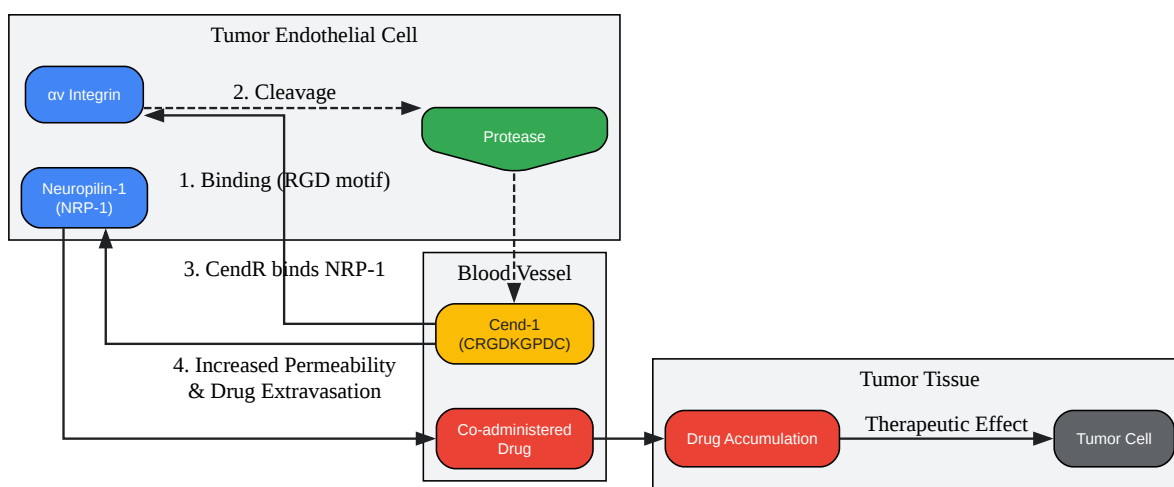 Tumor Endothelial Cell
αv Integrin
2. Cleavage
Protease
1. Binding (RGD motif)
Neuropilin-1
(NRP-1)
3. CendR binds NRP-1
Blood Vessel
Cend-1
(CRGDKGPDC)
4. Increased Permeability
& Drug Extravasation
Tumor Tissue
Co-administered
Drug
Drug Accumulation
Therapeutic Effect
Tumor Cell